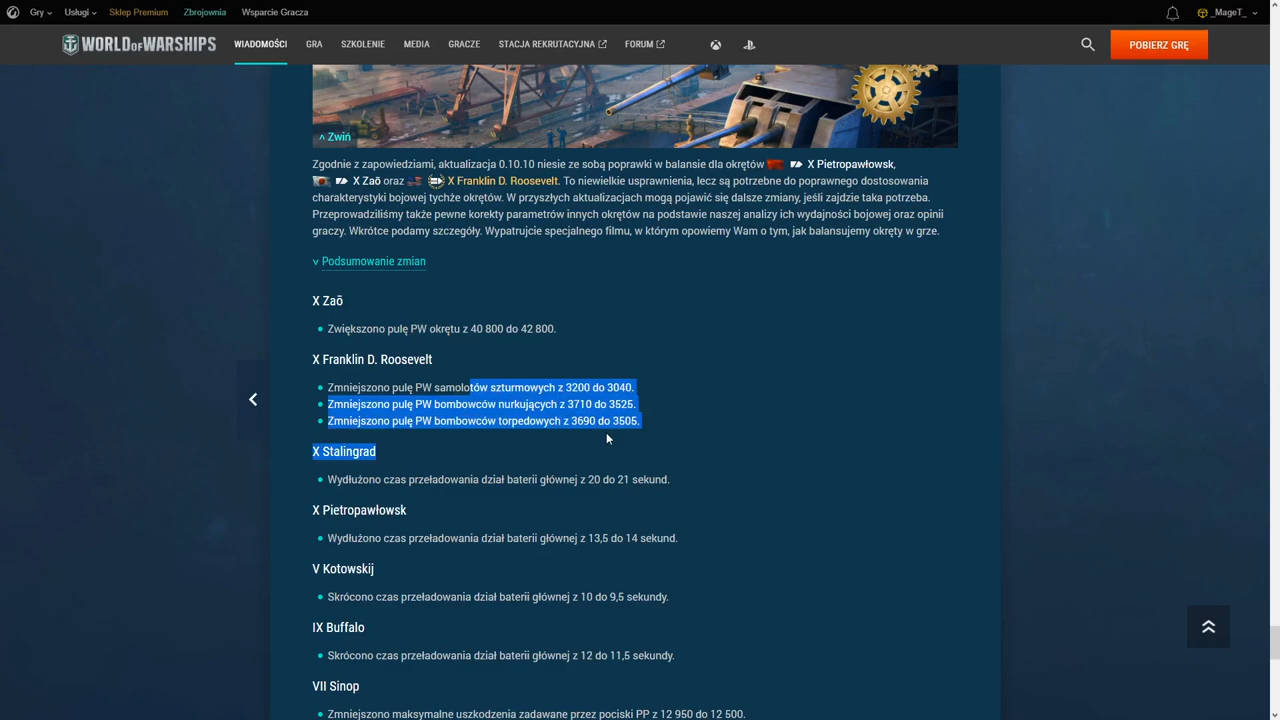 Gry
Usługi
Sklep Premium
Zbrojownia
Wsparcie Gracza
_MageT_
WORLD OF WARSHIPS
WIADOMOŚCI
GRA
SZKOLENIE
MEDIA
GRACZE
STACJA REKRUTACYJNA
FORUM
POBIERZ GRĘ
Zwiń
Zgodnie z zapowiedziami, aktualizacja 0.10.10 niesie ze sobą poprawki w balansie dla okrętów X Pietropawłowsk,
X Zaō oraz X Franklin D. Roosevelt. To niewielkie usprawnienia, lecz są potrzebne do poprawnego dostosowania
charakterystyki bojowej tychże okrętów. W przyszłych aktualizacjach mogą pojawić się dalsze zmiany, jeśli zajdzie taka potrzeba.
Przeprowadziliśmy także pewne korekty parametrów innych okrętów na podstawie naszej analizy ich wydajności bojowej oraz opinii
graczy. Wkrótce podamy szczegóły. Wypatrujcie specjalnego filmu, w którym opowiemy Wam o tym, jak balansujemy okręty w grze.
Podsumowanie zmian
X Zaō
Zwiększono pulę PW okrętu z 40 800 do 42 800.
X Franklin D. Roosevelt
Zmniejszono pulę PW samolotów szturmowych z 3200 do 3040.
Zmniejszono pulę PW bombowców nurkujących z 3710 do 3525.
Zmniejszono pulę PW bombowców torpedowych z 3690 do 3505.
X Stalingrad
Wydłużono czas przeładowania dział baterii głównej z 20 do 21 sekund.
X Pietropawłowsk
Wydłużono czas przeładowania dział baterii głównej z 13,5 do 14 sekund.
V Kotowskij
Skrócono czas przeładowania dział baterii głównej z 10 do 9,5 sekundy.
IX Buffalo
Skrócono czas przeładowania dział baterii głównej z 12 do 11,5 sekundy.
VII Sinop
Zmniejszono maksymalne uszkodzenia zadawane przez pociski PP z 12 950 do 12 500.